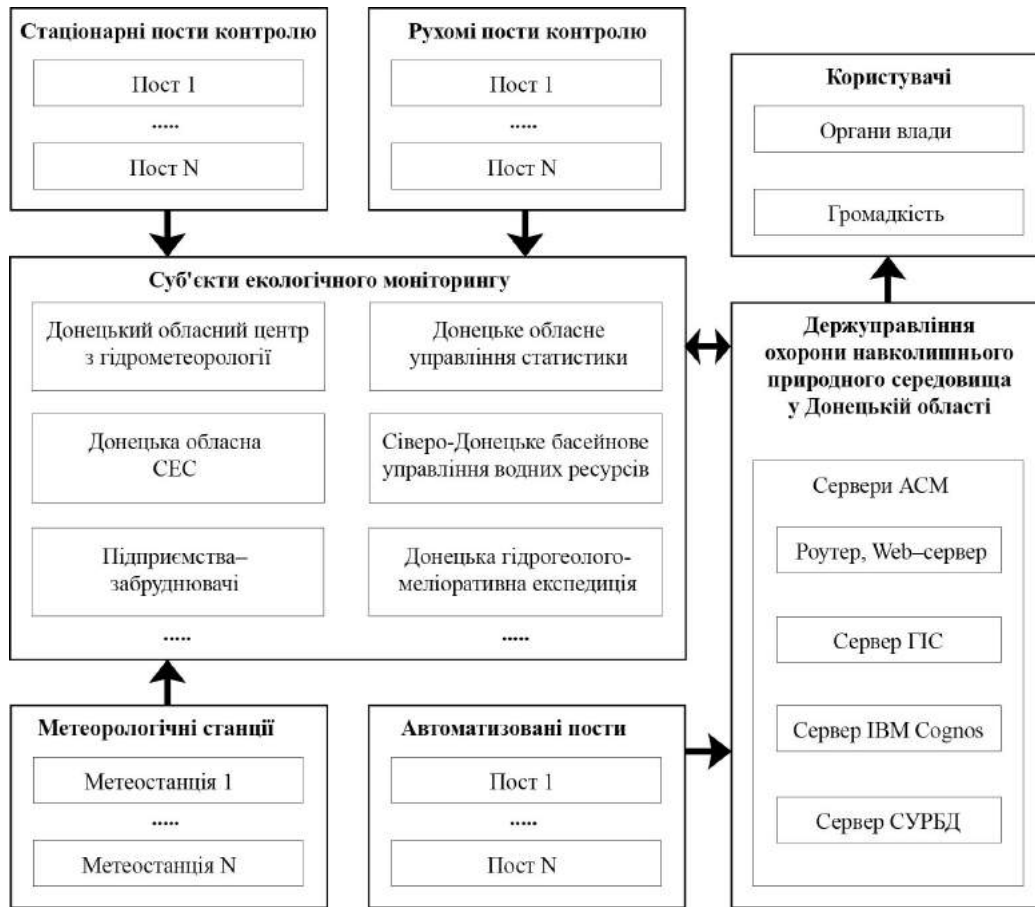 Стаціонарні пости контролю
Пост 1
.....
Пост N
Рухомі пости контролю
Пост 1
.....
Пост N
Користувачі
Органи влади
Громадкість
Суб'єкти екологічного моніторингу
Донецький обласний центр
з гідрометеорології
Донецьке обласне
управління статистики
Донецька обласна
СЕС
Сіверо-Донецьке басейнове
управління водних ресурсів
Підприємства–
забруднювачі
Донецька гідрогеолого-
меліоративна експедиція
.....
.....
Держуправління
охорони навколишнього
природного середовища
у Донецькій області
Сервери АСМ
Роутер, Web–сервер
Сервер ГІС
Сервер IBM Cognos
Сервер СУРБД
Метеорологічні станції
Метеостанція 1
.....
Метеостанція N
Автоматизовані пости
Пост 1
.....
Пост N